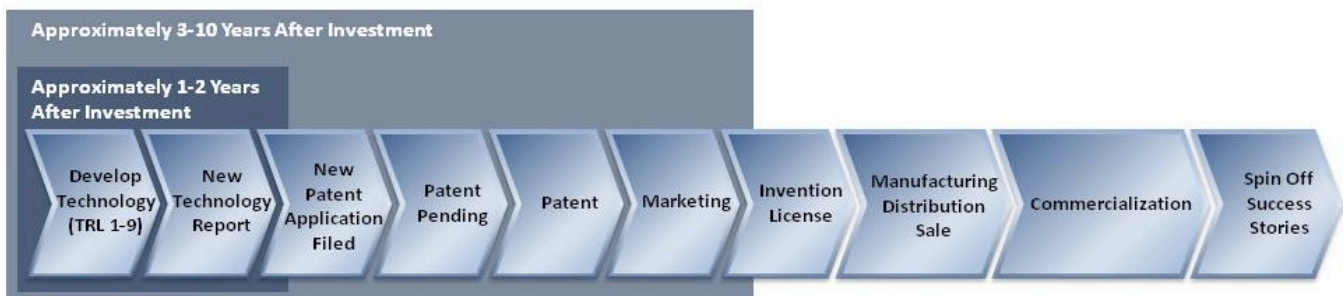 Approximately 3-10 Years After Investment
Approximately 1-2 Years
After Investment
Develop
Technology
(TRL 1-9)
New
Technology
Report
New
Patent
Application
Filed
Patent
Pending
Patent
Marketing
Invention
License
Manufacturing
Distribution
Sale
Commercialization
Spin Off
Success
Stories